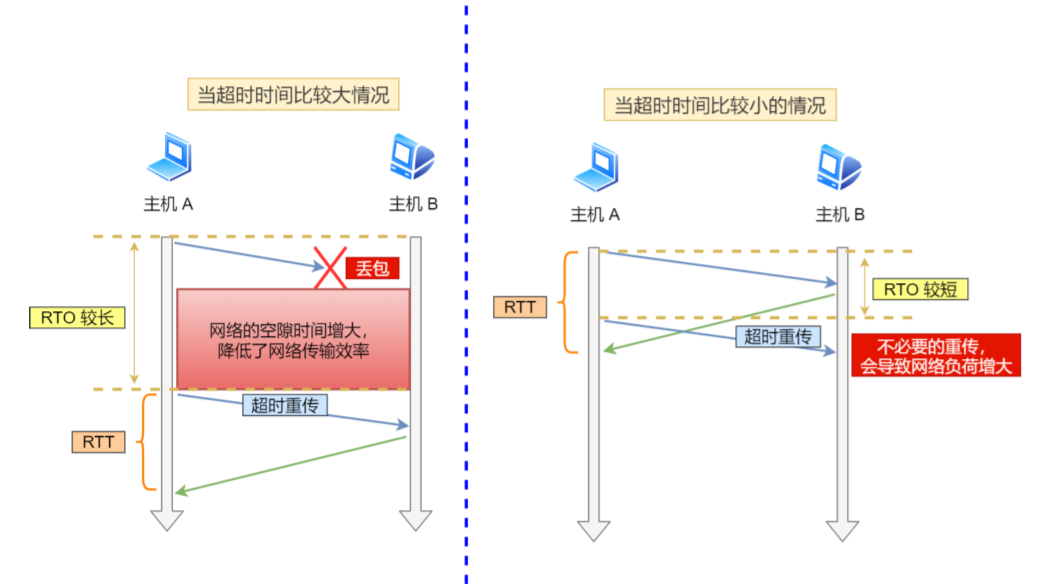 当超时时间比较大情况
主机 A
主机 B
丢包
RTO 较长
网络的空隙时间增大,
降低了网络传输效率
超时重传
RTT
当超时时间比较小的情况
主机 A
主机 B
RTT
RTO 较短
超时重传
不必要的重传,
会导致网络负荷增大